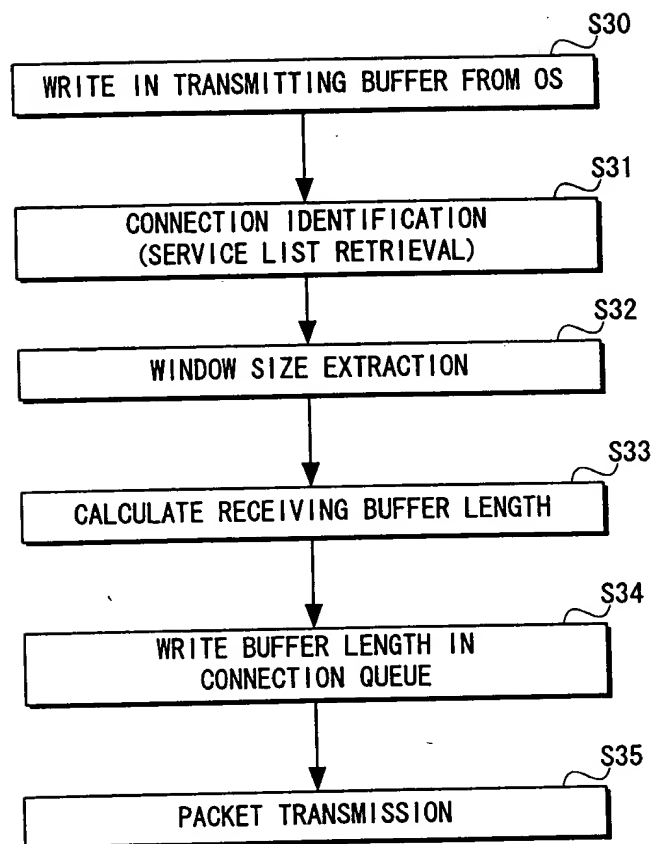 S30
WRITE IN TRANSMITTING BUFFER FROM OS
S31
CONNECTION IDENTIFICATION
(SERVICE LIST RETRIEVAL)
S32
WINDOW SIZE EXTRACTION
S33
CALCULATE RECEIVING BUFFER LENGTH
S34
WRITE BUFFER LENGTH IN
CONNECTION QUEUE
S35
PACKET TRANSMISSION